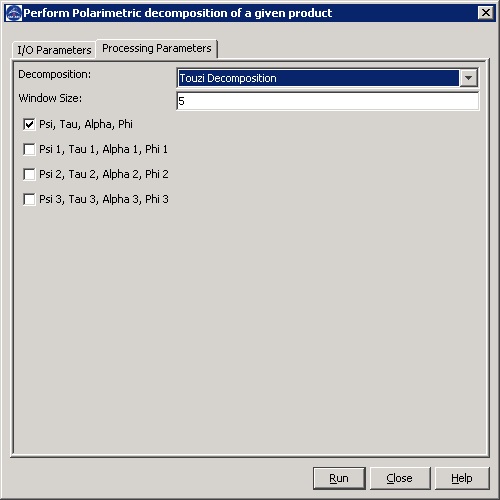 Perform Polarimetric decomposition of a given product
I/O Parameters
Processing Parameters
Decomposition:
Touzi Decomposition
Window Size:
5
Psi, Tau, Alpha, Phi
Psi 1, Tau 1, Alpha 1, Phi 1
Psi 2, Tau 2, Alpha 2, Phi 2
Psi 3, Tau 3, Alpha 3, Phi 3
Run
Close
Help